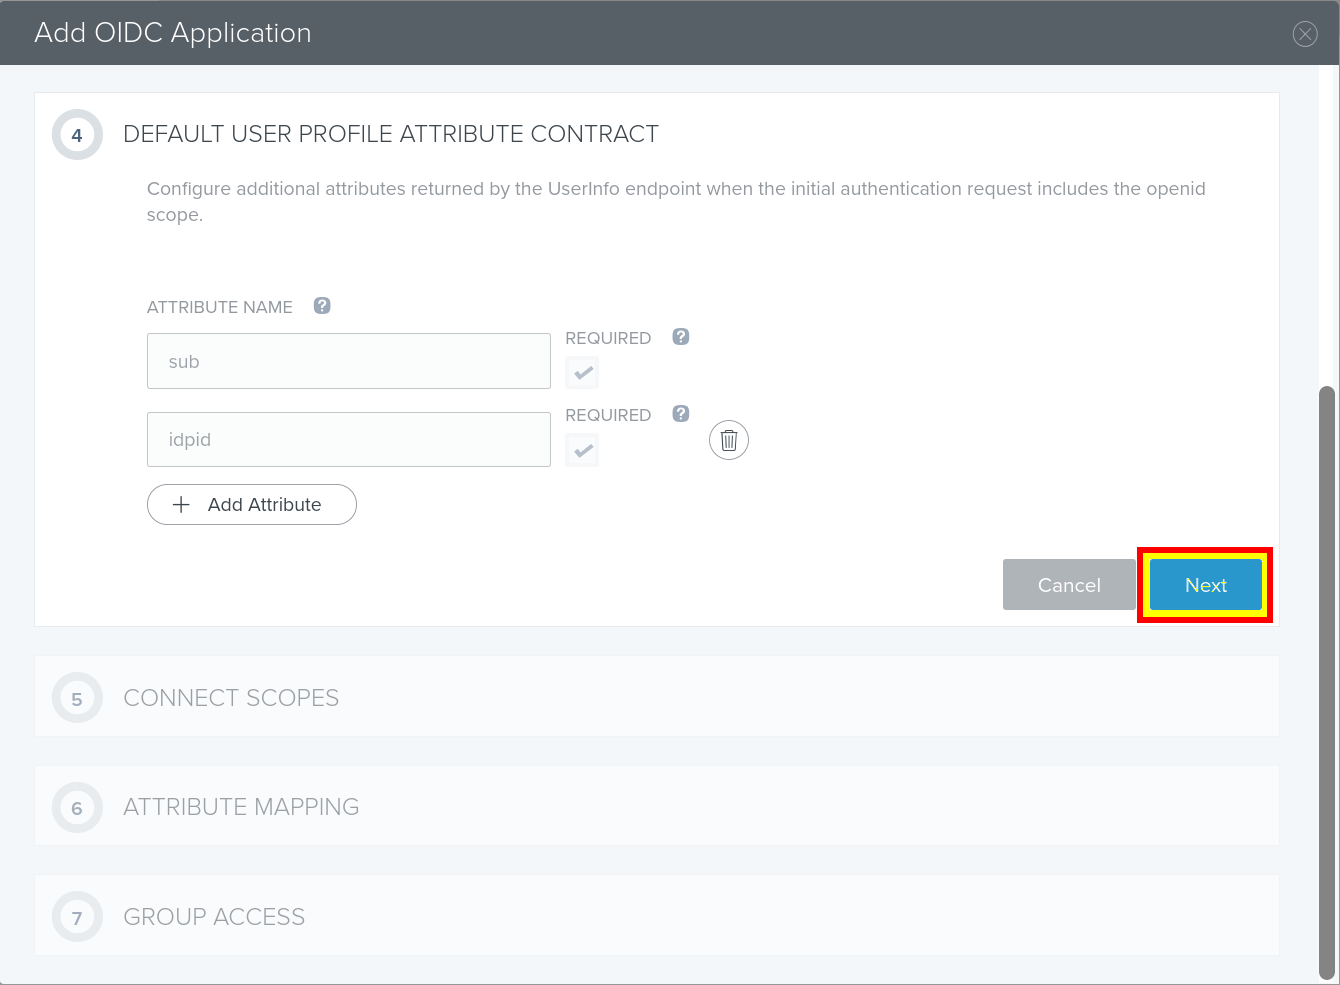 Add OIDC Application
4
DEFAULT USER PROFILE ATTRIBUTE CONTRACT
Configure additional attributes returned by the UserInfo endpoint when the initial authentication request includes the openid
scope.
ATTRIBUTE NAME ?
REQUIRED ?
sub
REQUIRED ?
idpid
+ Add Attribute
Cancel
Next
5
CONNECT SCOPES
6
ATTRIBUTE MAPPING
7
GROUP ACCESS